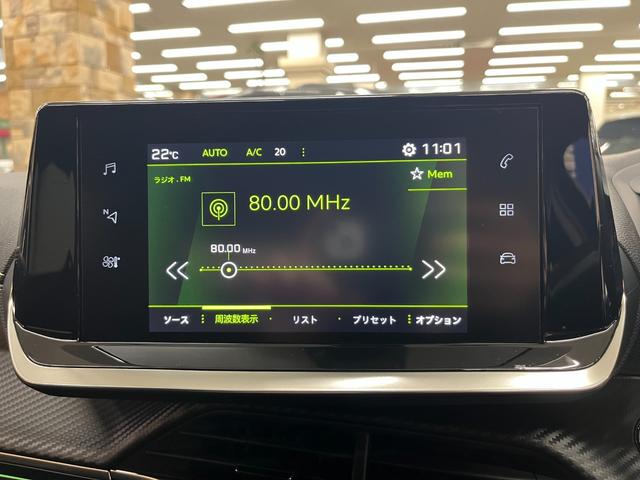 22°C AUTO A/C 20 11:01
ラジオ.FM
Mem
80.00 MHz
80.00 MHz
N
ソース 周波数表示 リスト プリセット オプション